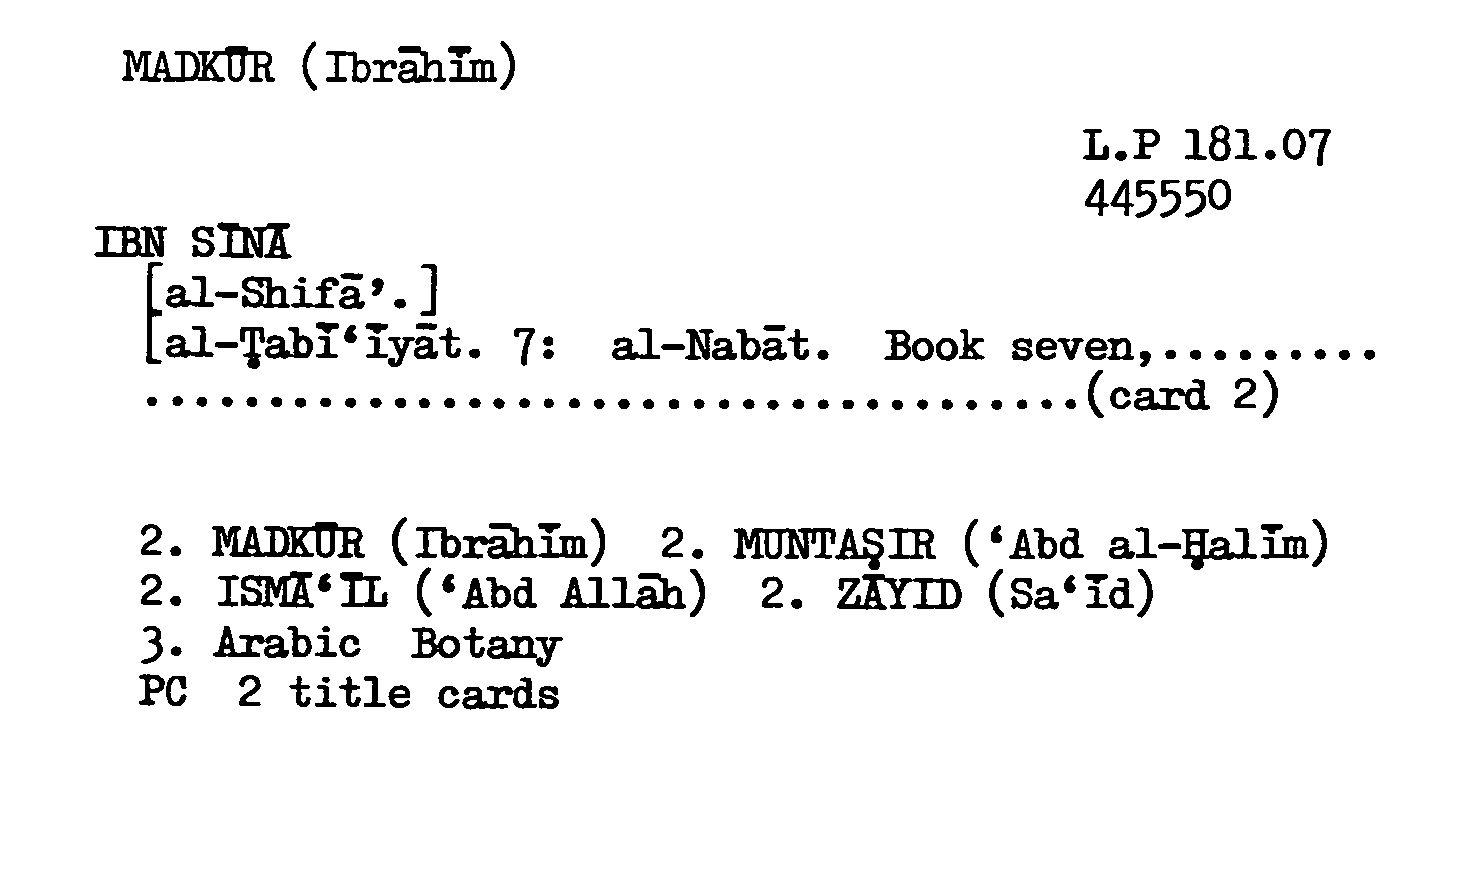 MADKŪR (Ibrāhīm)
L.P 181.07
445550
IBN SĪNĀ
[al-Shifā’.]
[al-Ṭabī‘īyāt. 7: al-Nabāt. Book seven,.........
......................................(card 2)
2. MADKŪR (Ibrāhīm) 2. MUNTAṢIR (‘Abd al-Ḥalīm)
2. ISMĀ‘ĪL (‘Abd Allāh) 2. ZĀYID (Sa‘īd)
3. Arabic Botany
PC 2 title cards